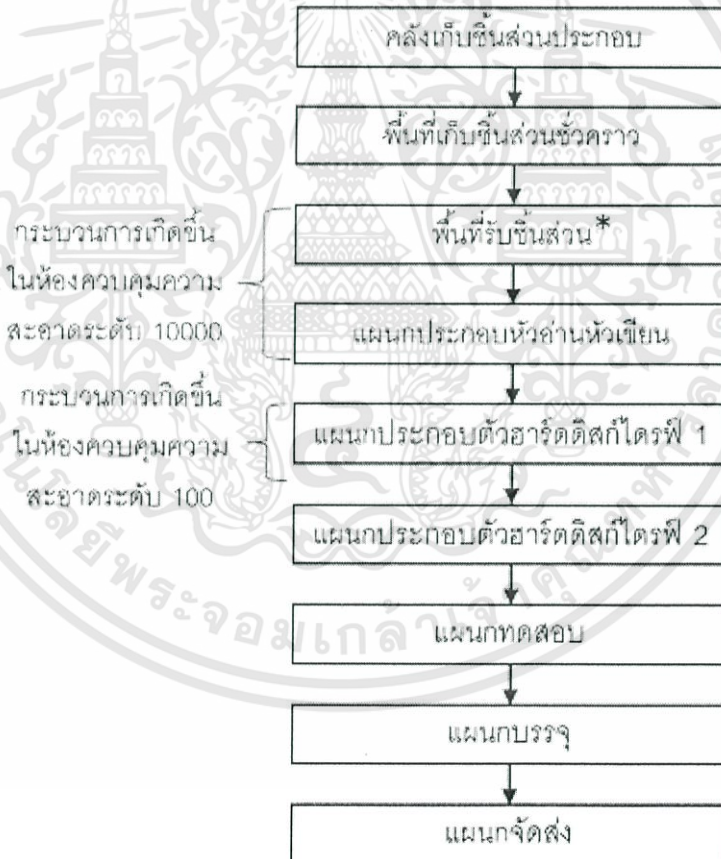 คลังเก็บชิ้นส่วนประกอบ
พื้นที่เก็บชิ้นส่วนชั่วคราว
กระบวนการเกิดขึ้น
ในห้องควบคุมความ
สะอาดระดับ 10000
พื้นที่รับชิ้นส่วน*
แผนกประกอบหัวอ่านหัวเขียน
กระบวนการเกิดขึ้น
ในห้องควบคุมความ
สะอาดระดับ 100
แผนกประกอบตัวฮาร์ดดิสก์ไดรฟ์ 1
แผนกประกอบตัวฮาร์ดดิสก์ไดรฟ์ 2
แผนกทดสอบ
แผนกบรรจุ
แผนกจัดส่ง